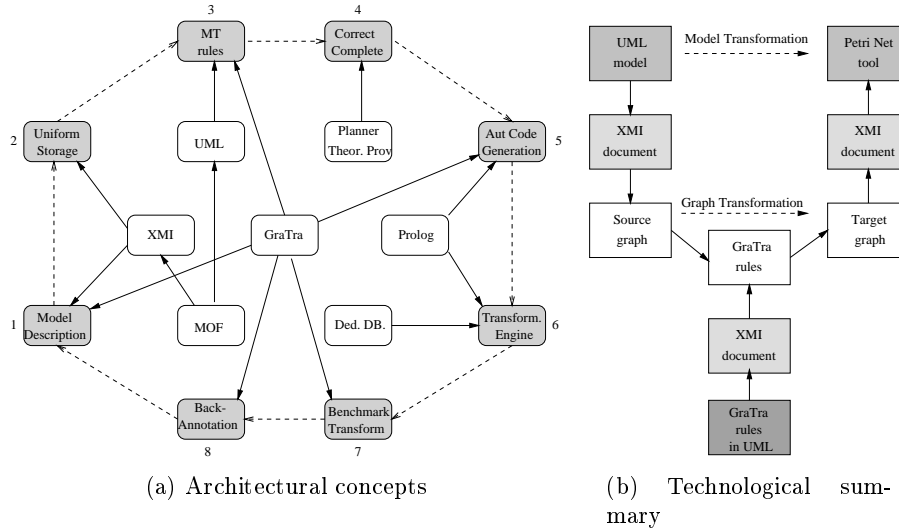 3
4
MT
rules
Correct
Complete
2
Uniform
Storage
UML
Planner
Theor. Prov
Aut Code
Generation
5
XMI
GraTra
Prolog
1
Model
Description
MOF
Ded. DB.
Transform.
Engine
6
Back-
Annotation
Benchmark
Transform
8
7
(a) Architectural concepts
UML
model
Model Transformation
Petri Net
tool
XMI
document
XMI
document
Graph Transformation
Source
graph
GraTra
rules
Target
graph
XMI
document
GraTra
rules
in UML
(b) Technological sum-
mary